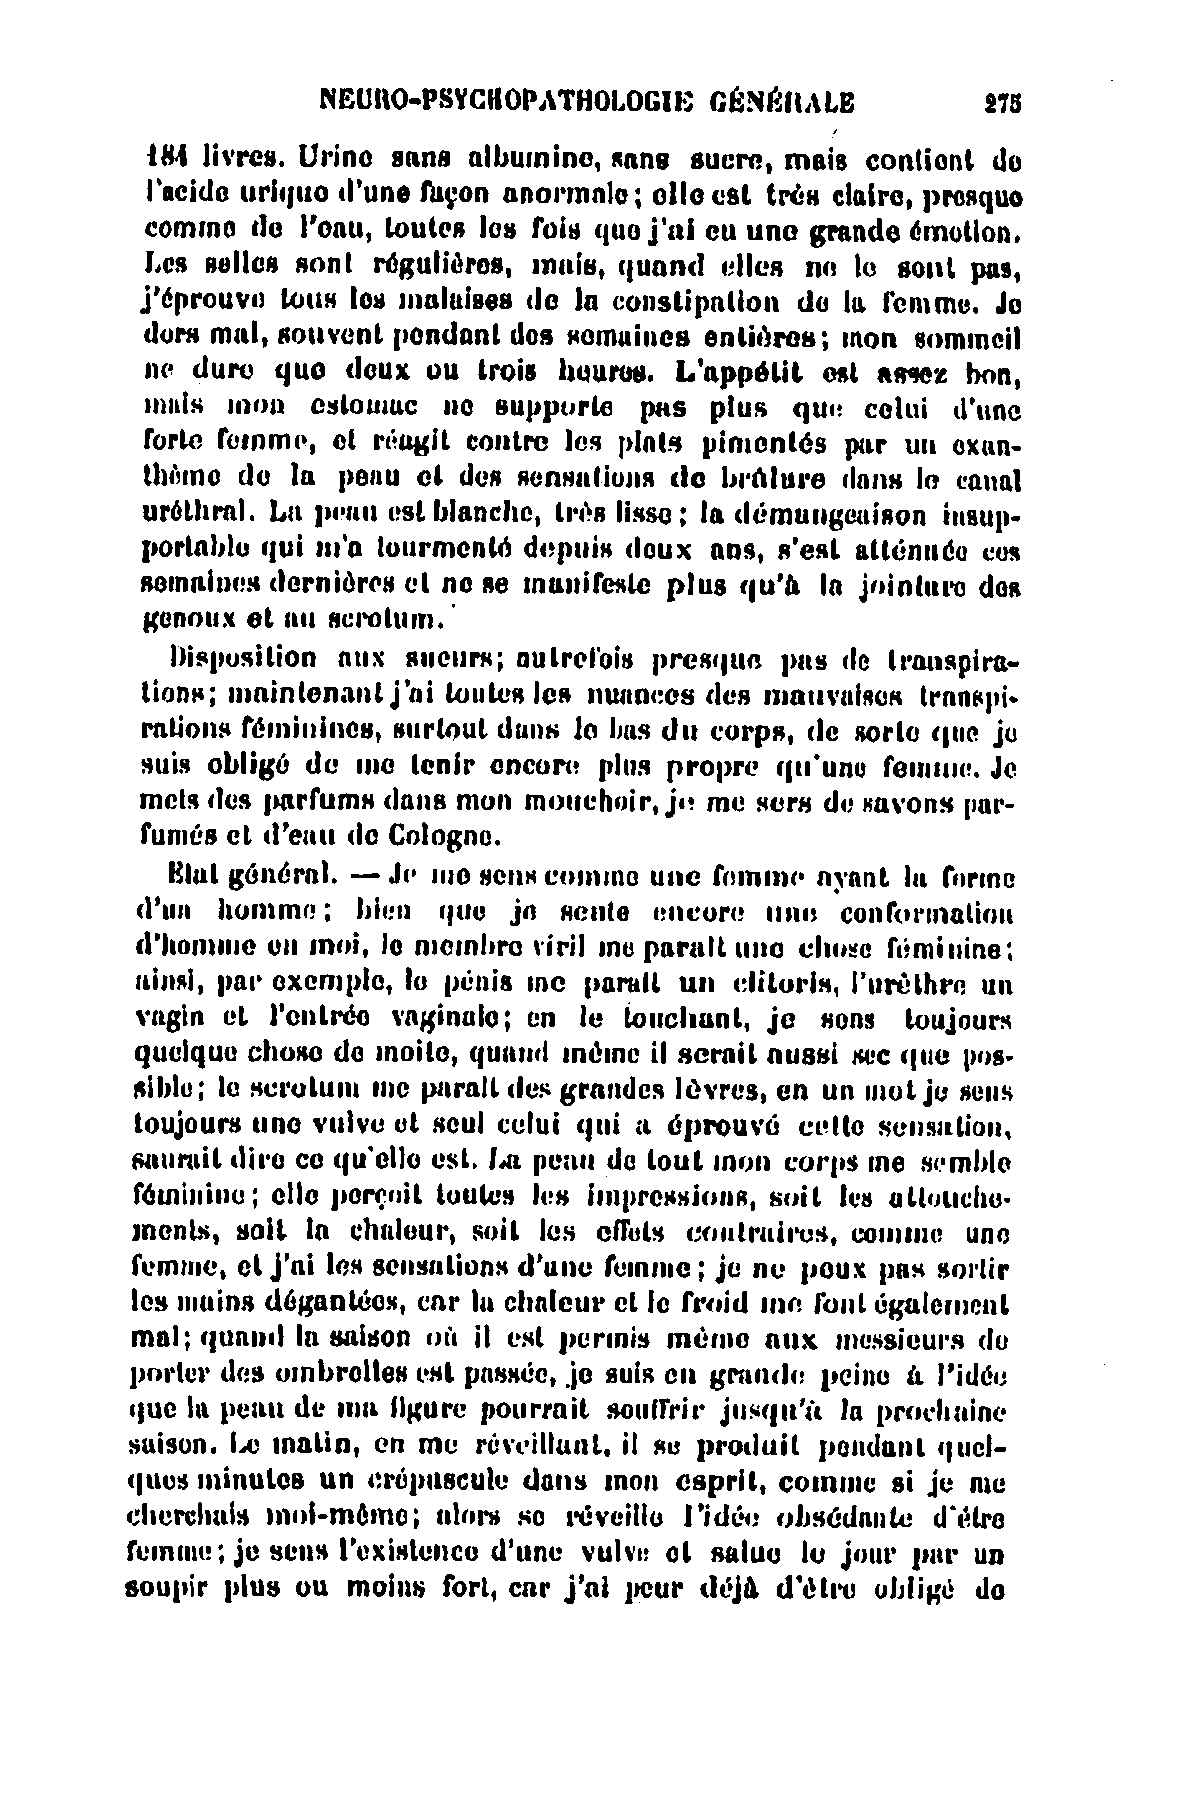 NEURO-PSYCHOPATHOLOGIE GÉNÉRALE 275
184 livres. Urine sans albumine, sans sucre, mais contient de
l'acide urique d'une façon anormale; elle est très claire, presque
comme de l'eau, toutes les fois que j'ai eu une grande émotion.
Les selles sont régulières, mais, quand elles ne le sont pas,
j'éprouve tous les malaises de la constipation de la femme. Je
dors mal, souvent pendant des semaines entières; mon sommeil
ne dure que deux ou trois heures. L'appétit est assez bon,
mais mon estomac ne supporte pas plus que celui d'une
forte femme, et réagit contre les plats pimentés par un exan-
thème de la peau et des sensations de brûlure dans le canal
uréthral. La peau est blanche, très lisse; la démangeaison insup-
portable qui m'a tourmenté depuis deux ans, s'est atténuée ces
semaines dernières et ne se manifeste plus qu'à la jointure des
genoux et au scrotum.
Disposition aux sueurs; autrefois presque pas de transpira-
tions; maintenant j'ai toutes les nuances des mauvaises transpi-
rations féminines, surtout dans le bas du corps, de sorte que je
suis obligé de me tenir encore plus propre qu'une femme. Je
mets des parfums dans mon mouchoir, je me sers de savons par-
fumés et d'eau de Cologne.
Etat général. — Je me sens comme une femme ayant la forme
d'un homme; bien que je sente encore une conformation
d'homme en moi, le membre viril me paraît une chose féminine;
ainsi, par exemple, le pénis me paraît un clitoris, l'urèthre un
vagin et l'entrée vaginale; en le touchant, je sens toujours
quelque chose de moite, quand même il serait aussi sec que pos-
sible; le scrotum me paraît des grandes lèvres, en un mot je sens
toujours une vulve et seul celui qui a éprouvé cette sensation,
saurait dire ce qu'elle est. La peau de tout mon corps me semble
féminine; elle perçoit toutes les impressions, soit les attouche-
ments, soit la chaleur, soit les effets contraires, comme une
femme, et j'ai les sensations d'une femme; je ne peux pas sortir
les mains dégantées, car la chaleur et le froid me font également
mal; quand la saison où il est permis même aux messieurs de
porter des ombrelles est passée, je suis en grande peine à l'idée
que la peau de ma figure pourrait souffrir jusqu'à la prochaine
saison. Le matin, en me réveillant, il se produit pendant quel-
ques minutes un crépuscule dans mon esprit, comme si je me
cherchais moi-même; alors se réveille l'idée obsédante d'être
femme; je sens l'existence d'une vulve et salue le jour par un
soupir plus ou moins fort, car j'ai peur déjà d'être obligé de